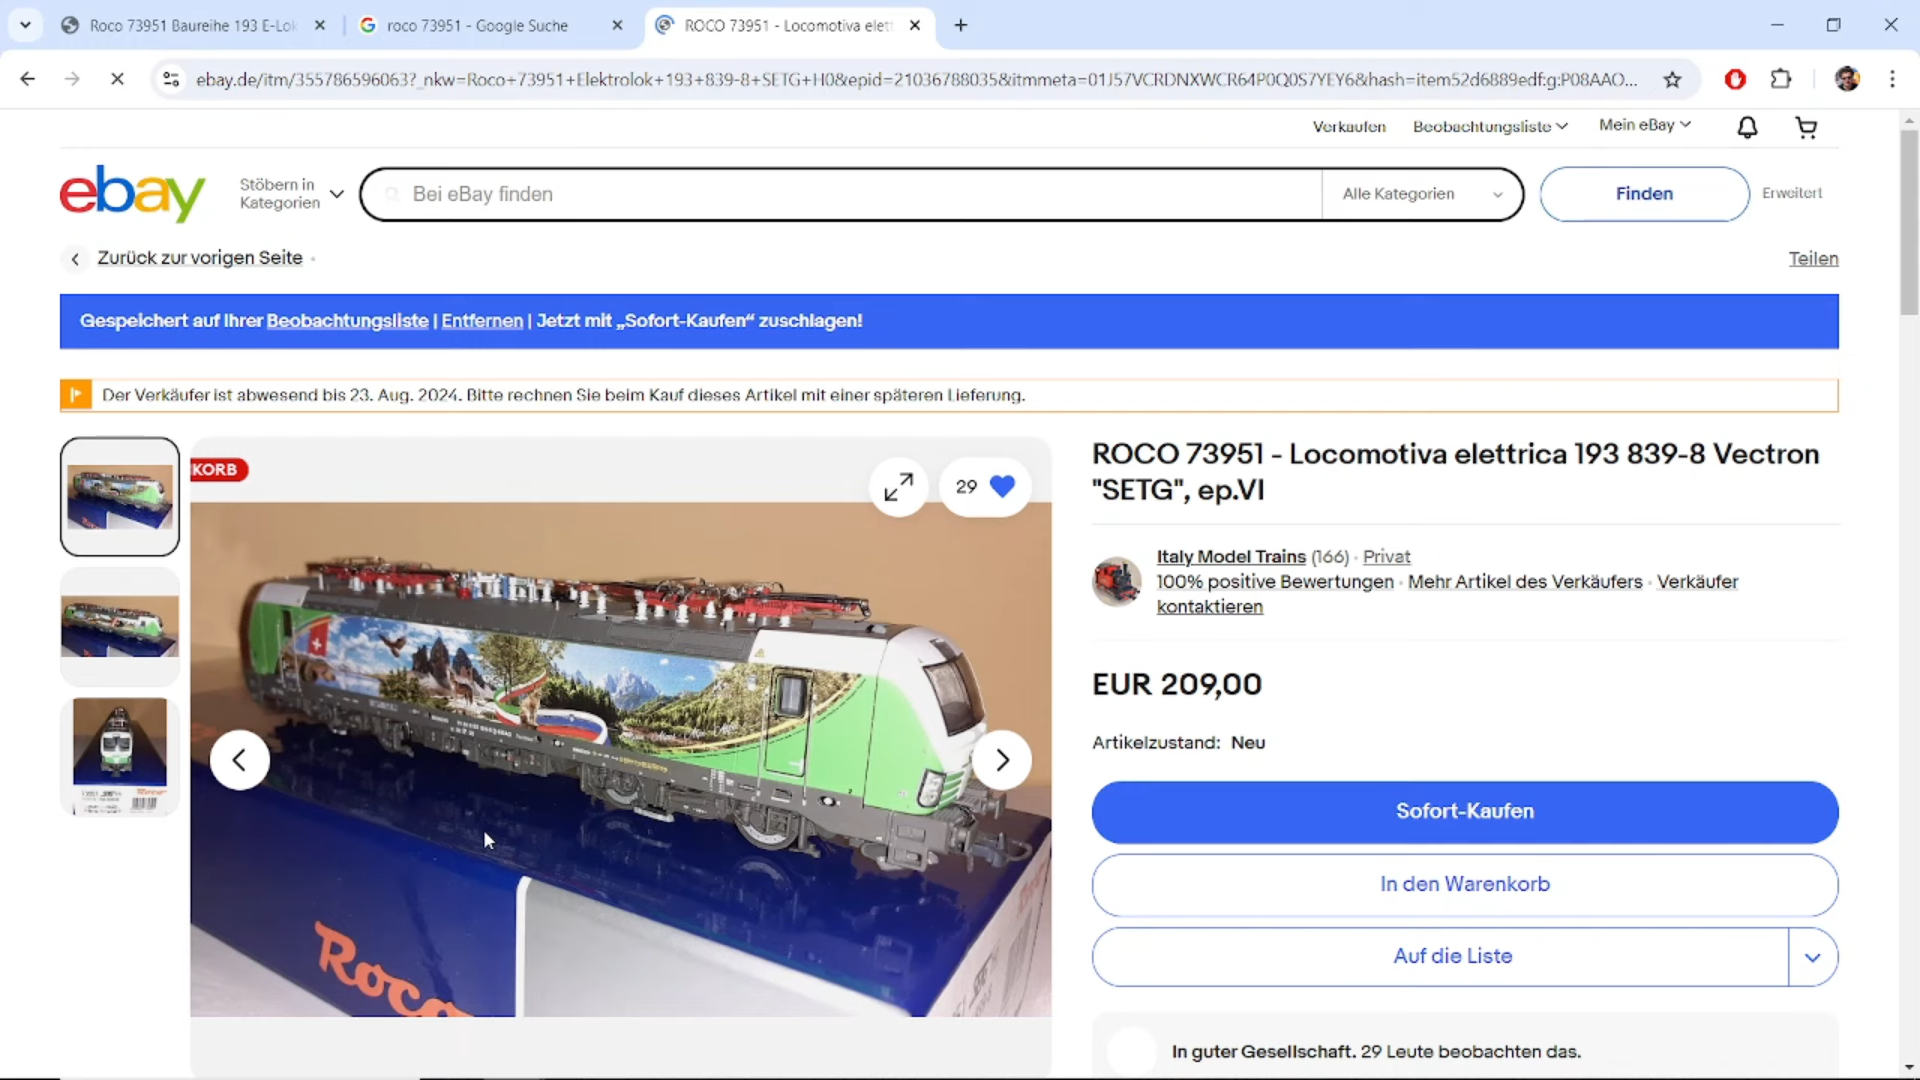 Roco 73951 Baureihe 193 E-Lok
roco 73951 - Google Suche
ROCO 73951 - Locomotiva elett
ebay.de/itm/355786596063?_nkw=Roco+73951+Elektrolok+193+839-8+SETG+H0&epid=21036788035&itmmeta=01J57VCRDNXWCR64P0Q0S7YEY6&hash=item52d6889edf:g:P08AAO...
Verkaufen
Beobachtungsliste
Mein eBay
ebay
Stöbern in
Kategorien
Bei eBay finden
Alle Kategorien
Finden
Erweitert
Zurück zur vorigen Seite
Teilen
Gespeichert auf Ihrer Beobachtungsliste | Entfernen | Jetzt mit „Sofort-Kaufen“ zuschlagen!
Der Verkäufer ist abwesend bis 23. Aug. 2024. Bitte rechnen Sie beim Kauf dieses Artikel mit einer späteren Lieferung.
KORB
29
Roco
ROCO 73951 - Locomotiva elettrica 193 839-8 Vectron
"SETG", ep.VI
Italy Model Trains (166) · Privat
100% positive Bewertungen · Mehr Artikel des Verkäufers · Verkäufer
kontaktieren
EUR 209,00
Artikelzustand: Neu
Sofort-Kaufen
In den Warenkorb
Auf die Liste
In guter Gesellschaft. 29 Leute beobachten das.